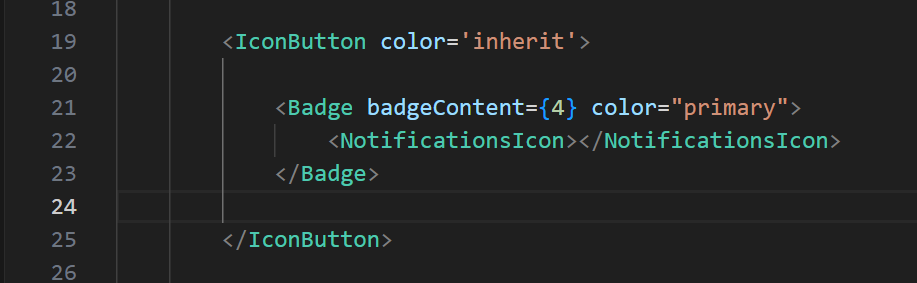 18
19 <IconButton color='inherit'>
20
21 <Badge badgeContent={4} color="primary">
22 <NotificationsIcon></NotificationsIcon>
23 </Badge>
24
25 </IconButton>
26